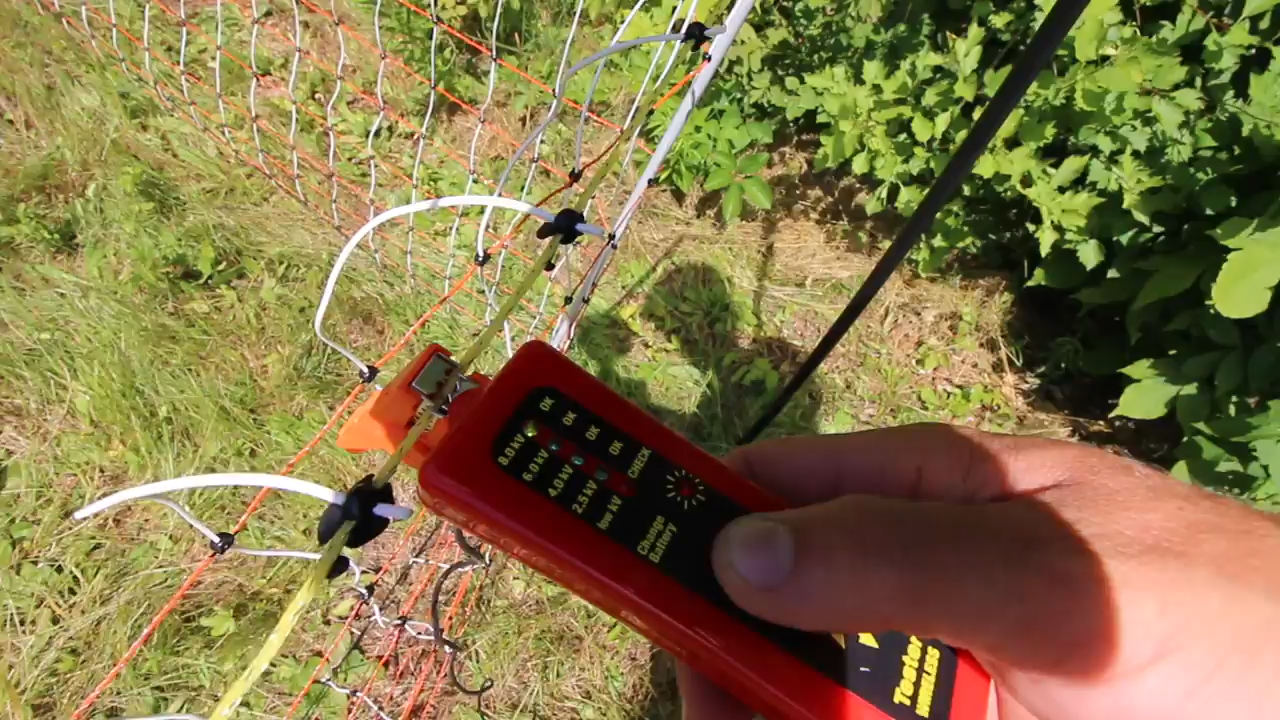 8.0 kV OK
6.0 kV OK
4.0 kV OK
2.5 kV OK
low kV CHECK
Change
Battery
Tester
WIRELESS